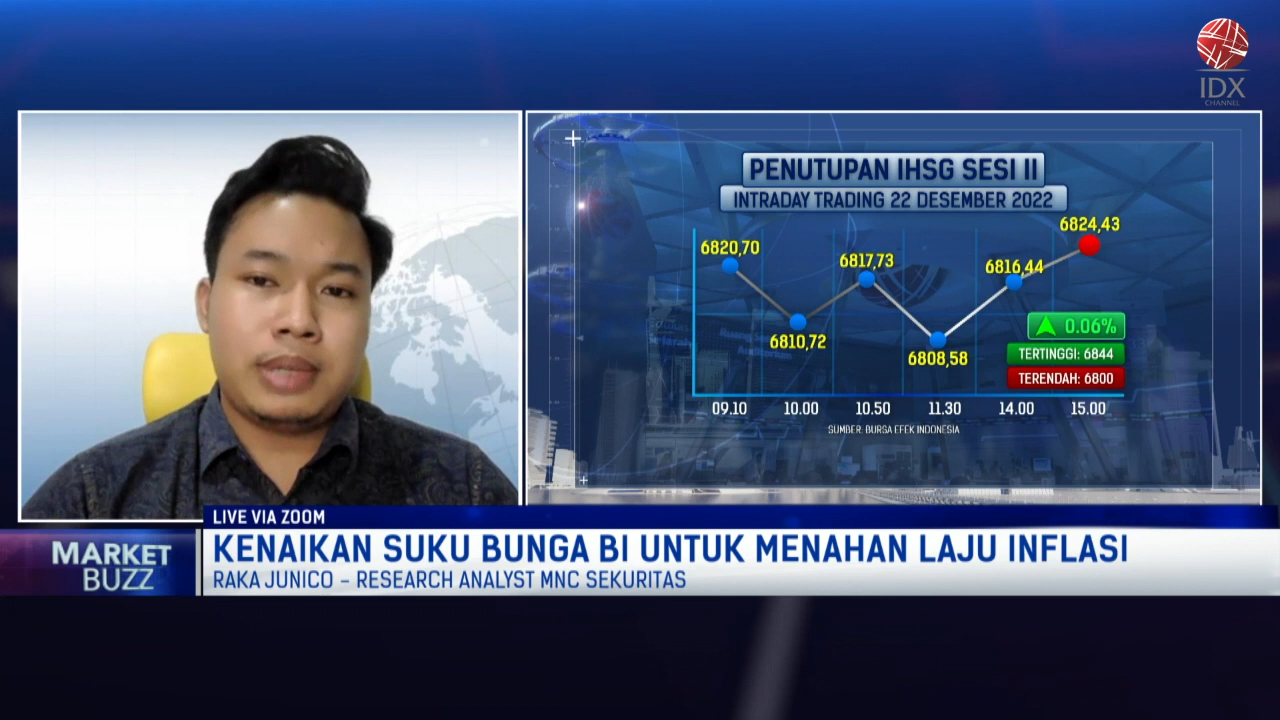 IDX
CHANNEL
PENUTUPAN IHSG SESI II
INTRADAY TRADING 22 DESEMBER 2022
6820,70
6810,72
6817,73
6808,58
6816,44
6824,43
0.06%
TERTINGGI: 6844
TERENDAH: 6800
09.10 10.00 10.50 11.30 14.00 15.00
SUMBER: BURSA EFEK INDONESIA
LIVE VIA ZOOM
MARKET
BUZZ
KENAIKAN SUKU BUNGA BI UNTUK MENAHAN LAJU INFLASI
RAKA JUNICO – RESEARCH ANALYST MNC SEKURITAS